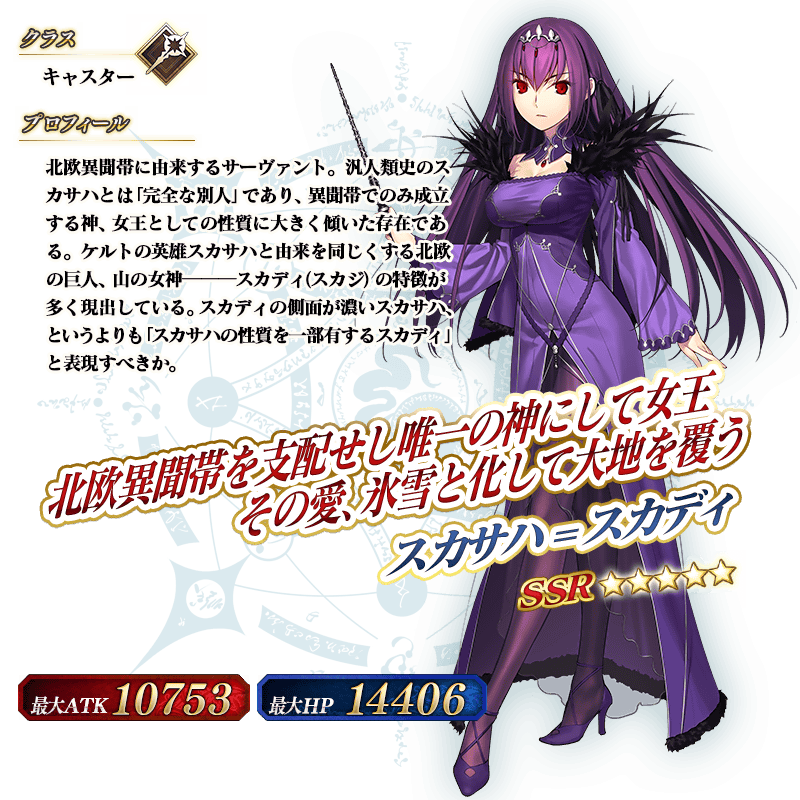 クラス
キャスター
プロフィール
北欧異聞帯に由来するサーヴァント。汎人類史のス
カサハとは「完全な別人」であり、異聞帯でのみ成立
する神、女王としての性質に大きく傾いた存在であ
る。ケルトの英雄スカサハと由来を同じくする北欧
の巨人、山の女神───スカディ(スカジ)の特徴が
多く現出している。スカディの側面が濃いスカサハ、
というよりも「スカサハの性質を一部有するスカディ」
と表現すべきか。
北欧異聞帯を支配せし唯一の神にして女王
その愛、氷雪と化して大地を覆う
スカサハ=スカディ
SSR ☆☆☆☆☆
最大ATK 10753
最大HP 14406